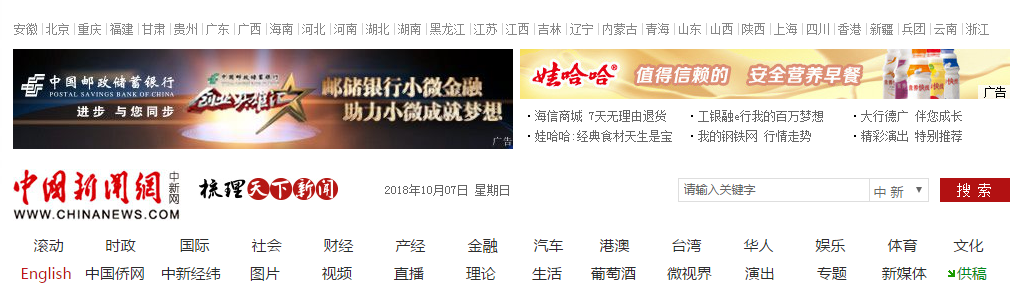 安徽 北京 重庆 福建 甘肃 贵州 广东 广西 海南 河北 河南 湖北 湖南 黑龙江 江苏 江西 吉林 辽宁 内蒙古 青海 山东 山西 陕西 上海 四川 香港 新疆 兵团 云南 浙江
中国邮政储蓄银行
POSTAL SAVINGS BANK OF CHINA
进步 与您同步
中国邮政储蓄银行
创业英雄汇
邮储银行小微金融
助力小微成就梦想
广告
娃哈哈® 值得信赖的 安全营养早餐
广告
· 海信商城 7天无理由退货 · 工银融e行我的百万梦想 · 大行德广 伴您成长
· 娃哈哈:经典食材天生是宝 · 我的钢铁网 行情走势 · 精彩演出 特别推荐
中國新聞網 中新网
WWW.CHINANEWS.COM
梳理天下新闻
2018年10月07日 星期日
请输入关键字 中新 ▼ 搜 索
滚动 时政 国际 社会 财经 产经 金融 汽车 港澳 台湾 华人 娱乐 体育 文化
English 中国侨网 中新经纬 图片 视频 直播 理论 生活 葡萄酒 微视界 演出 专题 新媒体 供稿